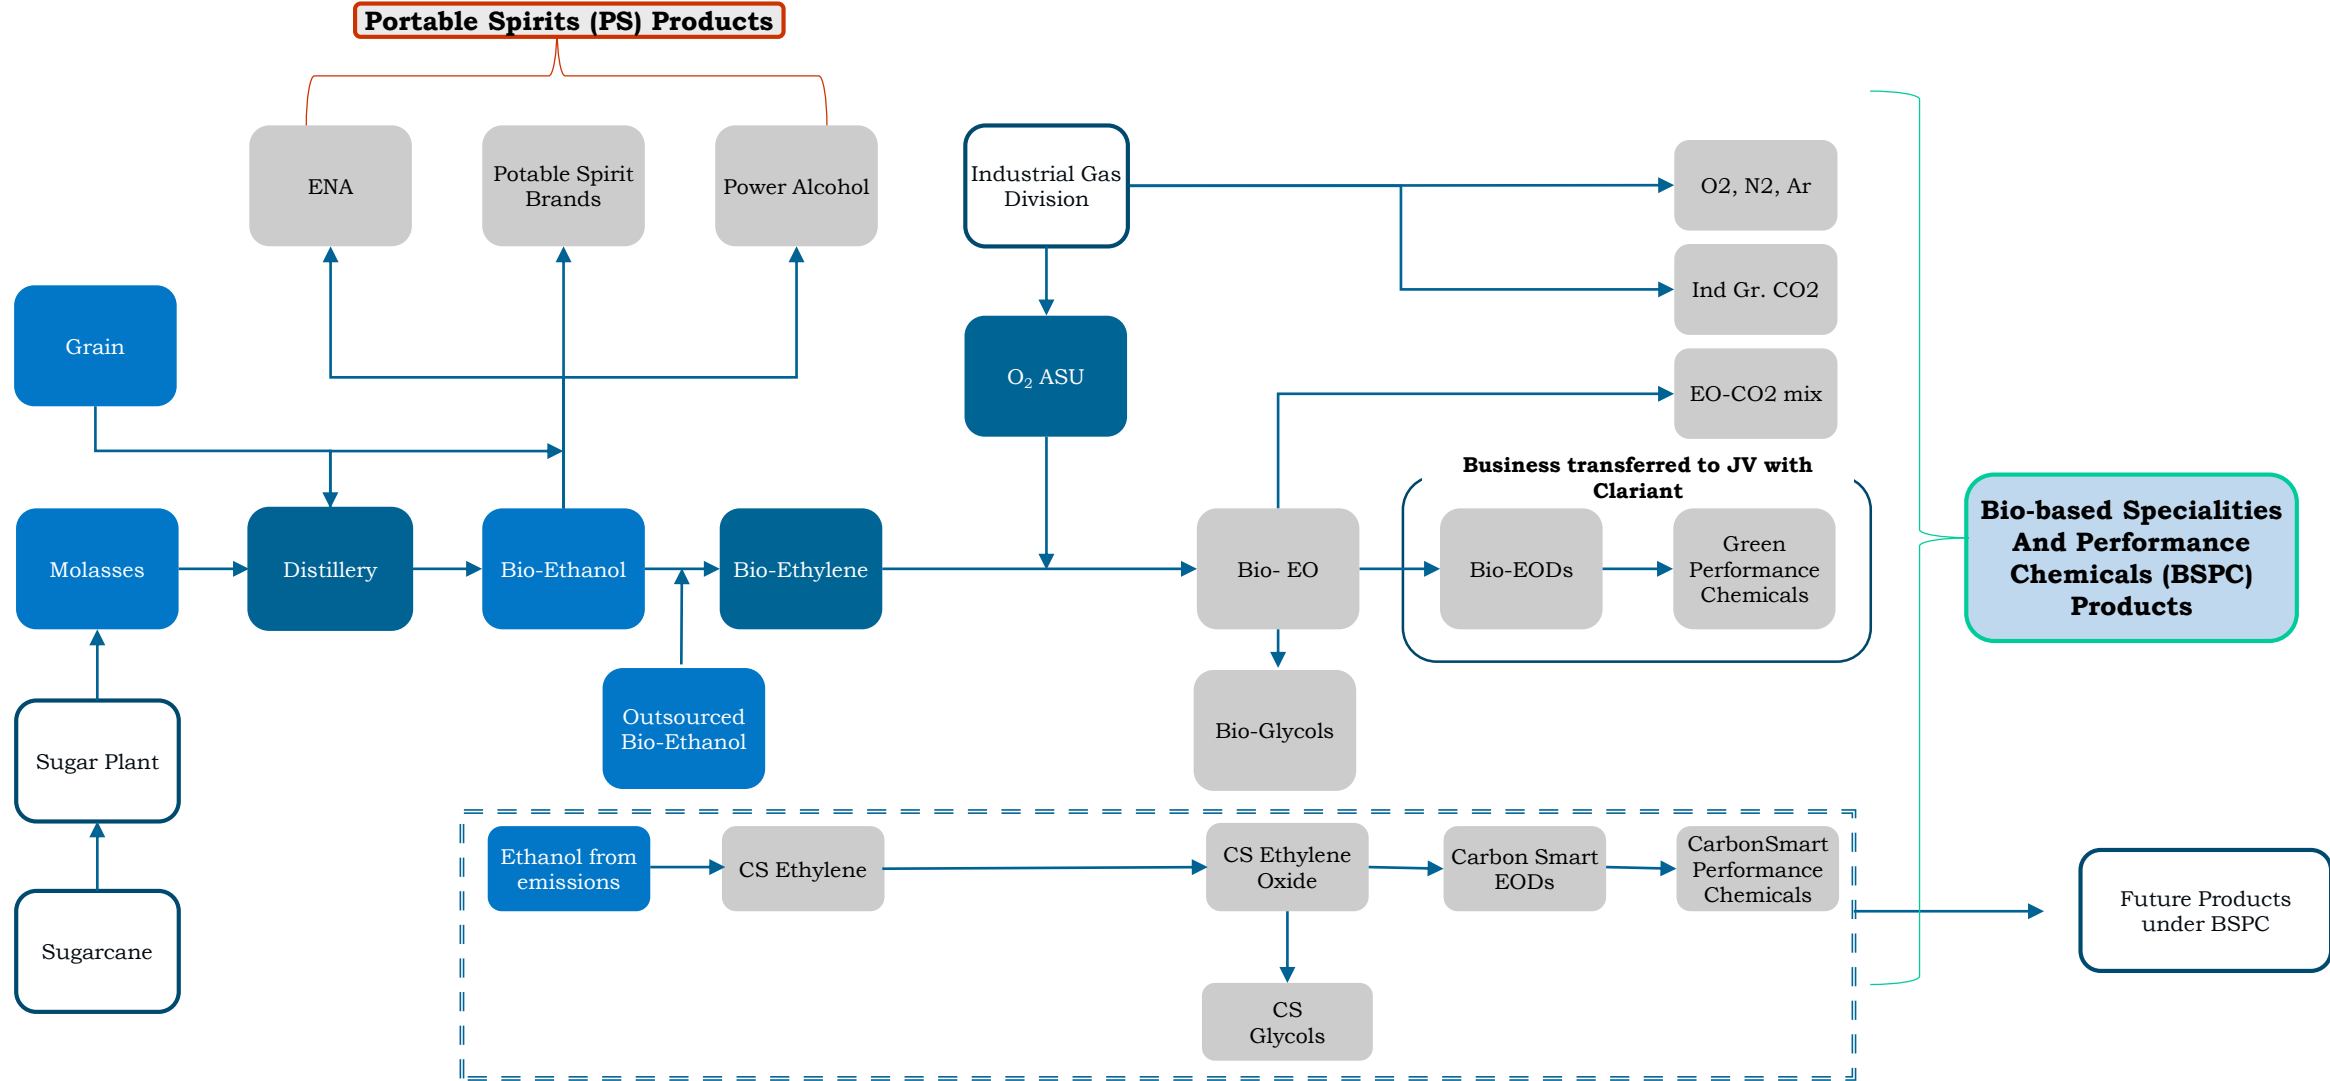 Portable Spirits (PS) Products
ENA
Potable Spirit
Brands
Power Alcohol
Industrial Gas
Division
O2, N2, Ar
Ind Gr. CO2
Grain
O₂ ASU
EO-CO2 mix
Business transferred to JV with
Clariant
Molasses
Distillery
Bio-Ethanol
Bio-Ethylene
Bio- EO
Bio-EODs
Green
Performance
Chemicals
Bio-based Specialities
And Performance
Chemicals (BSPC)
Products
Outsourced
Bio-Ethanol
Bio-Glycols
Sugar Plant
Ethanol from
emissions
CS Ethylene
CS Ethylene
Oxide
Carbon Smart
EODs
CarbonSmart
Performance
Chemicals
Future Products
under BSPC
Sugarcane
CS
Glycols